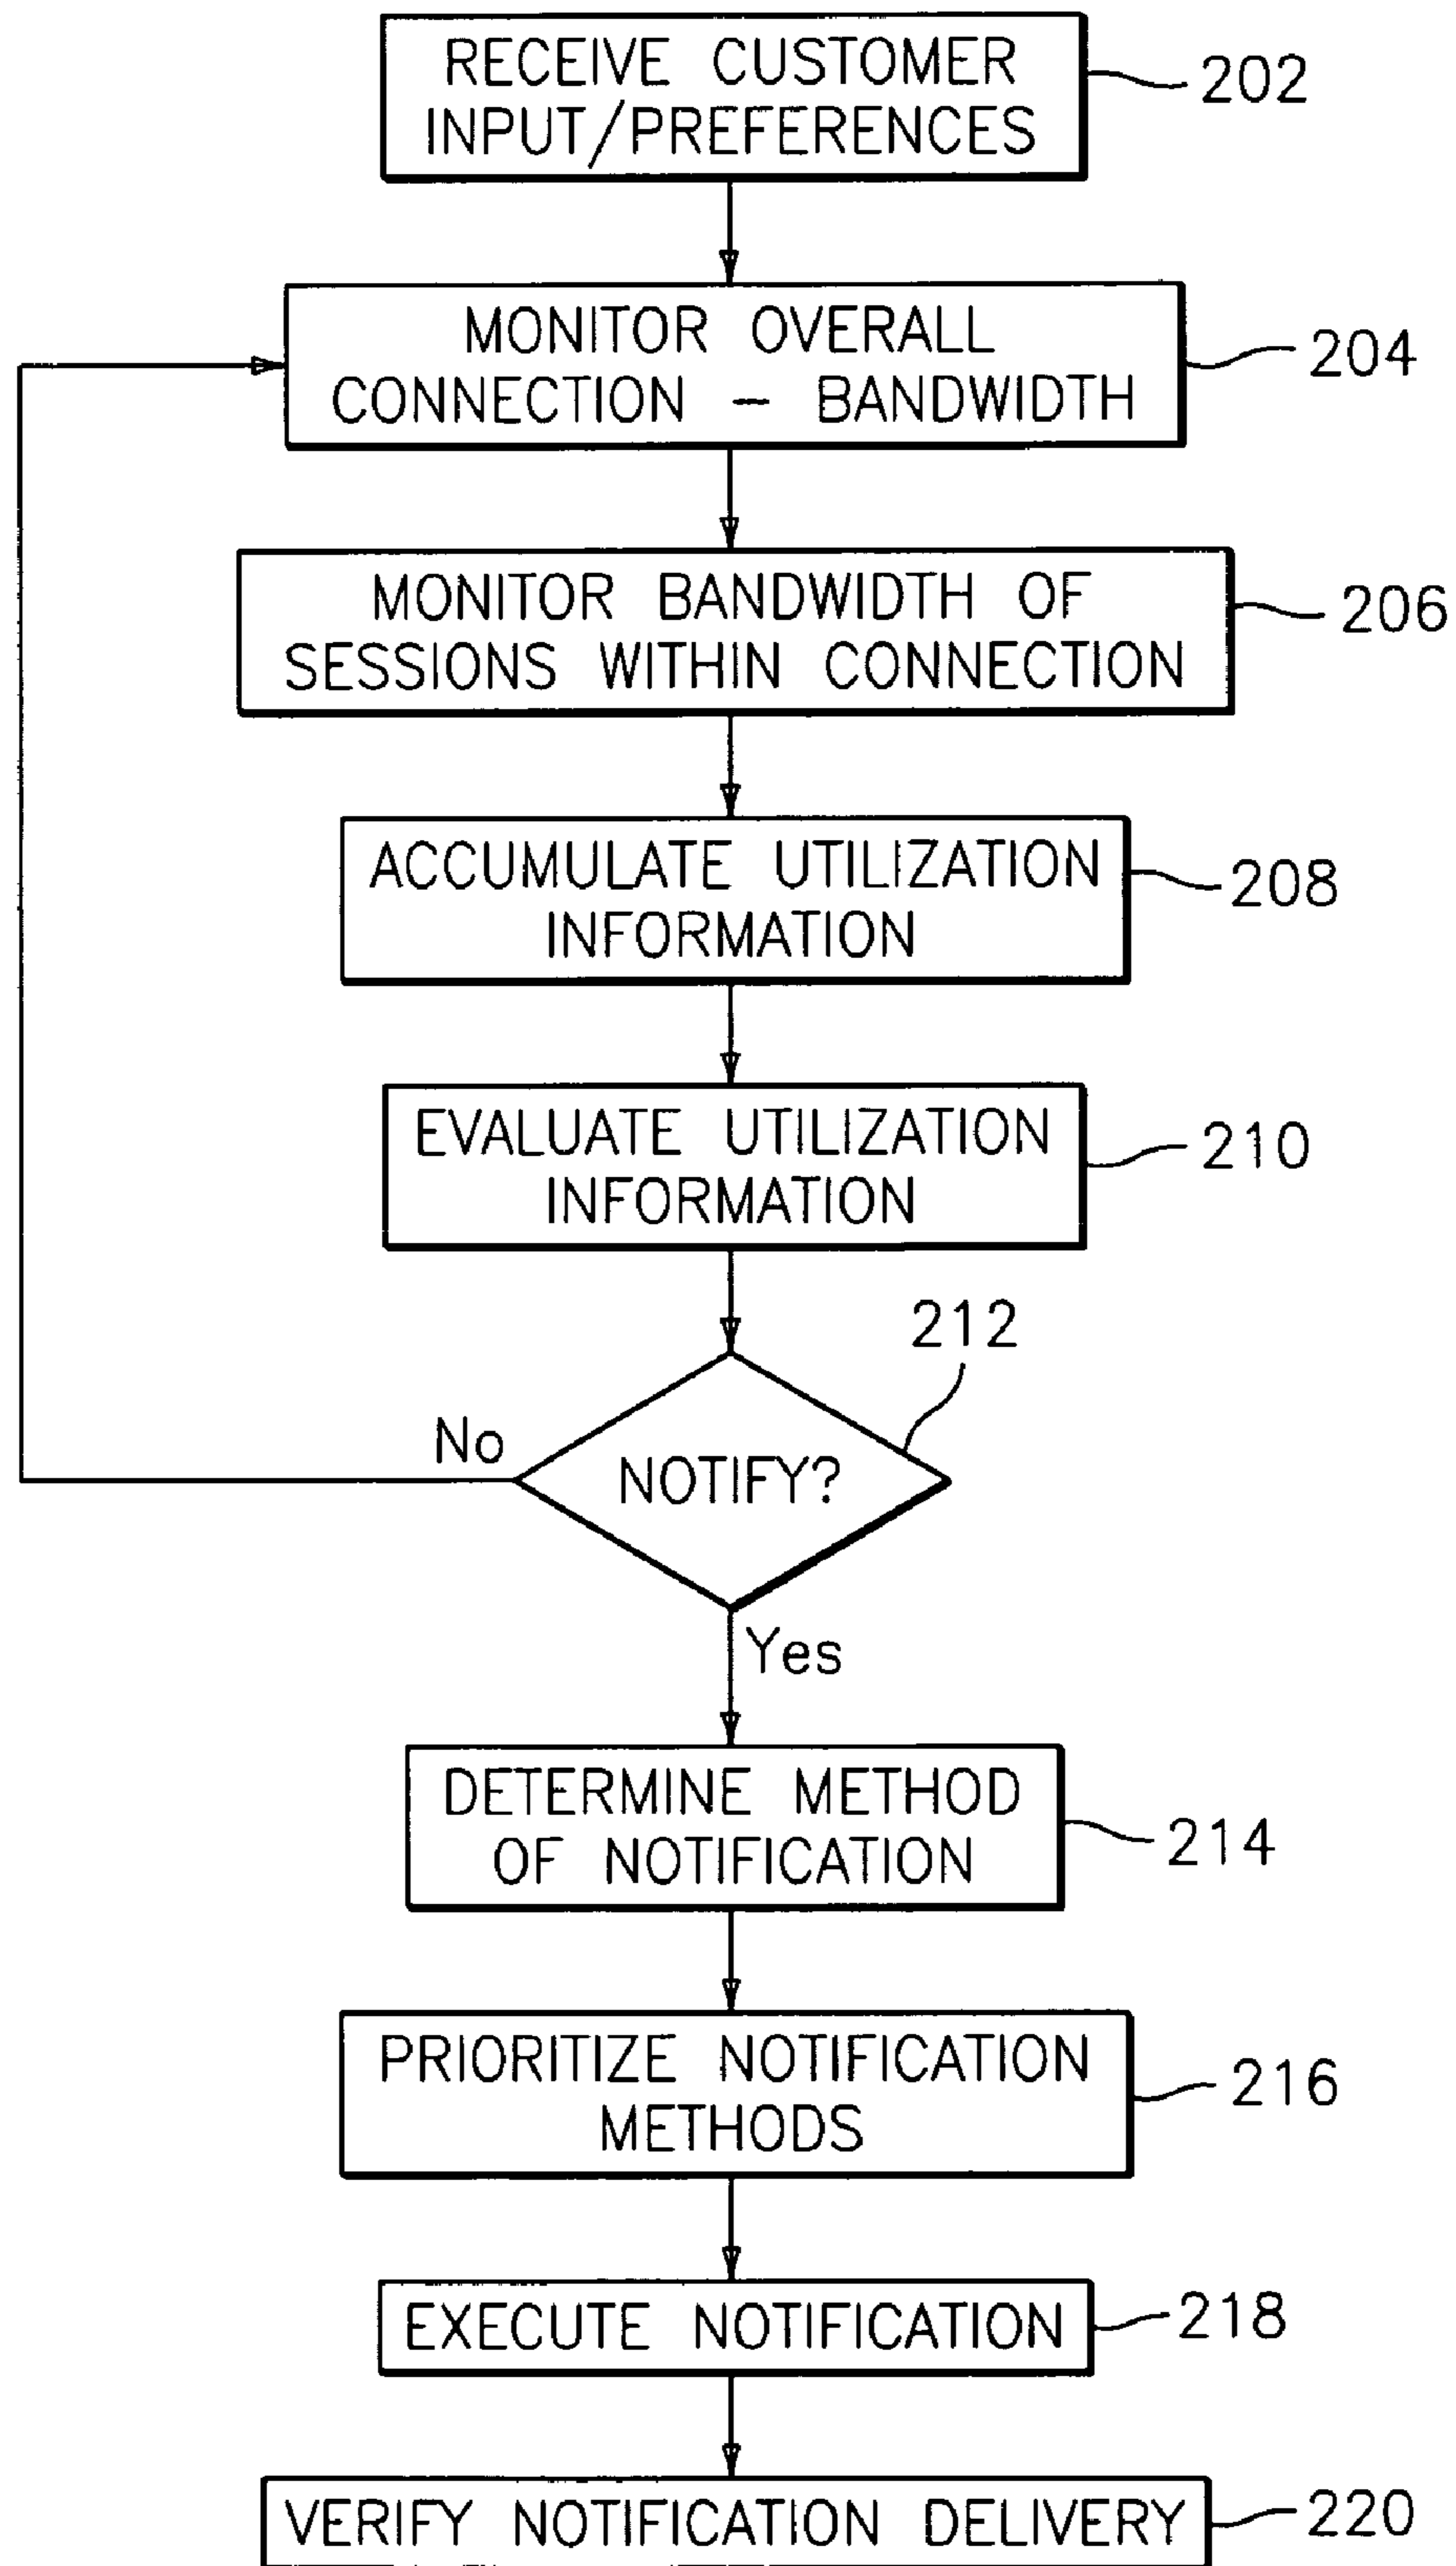 RECEIVE CUSTOMER
INPUT/PREFERENCES
202
MONITOR OVERALL
CONNECTION - BANDWIDTH
204
MONITOR BANDWIDTH OF
SESSIONS WITHIN CONNECTION
206
ACCUMULATE UTILIZATION
INFORMATION
208
EVALUATE UTILIZATION
INFORMATION
210
212
No
NOTIFY?
Yes
DETERMINE METHOD
OF NOTIFICATION
214
PRIORITIZE NOTIFICATION
METHODS
216
EXECUTE NOTIFICATION
218
VERIFY NOTIFICATION DELIVERY
220